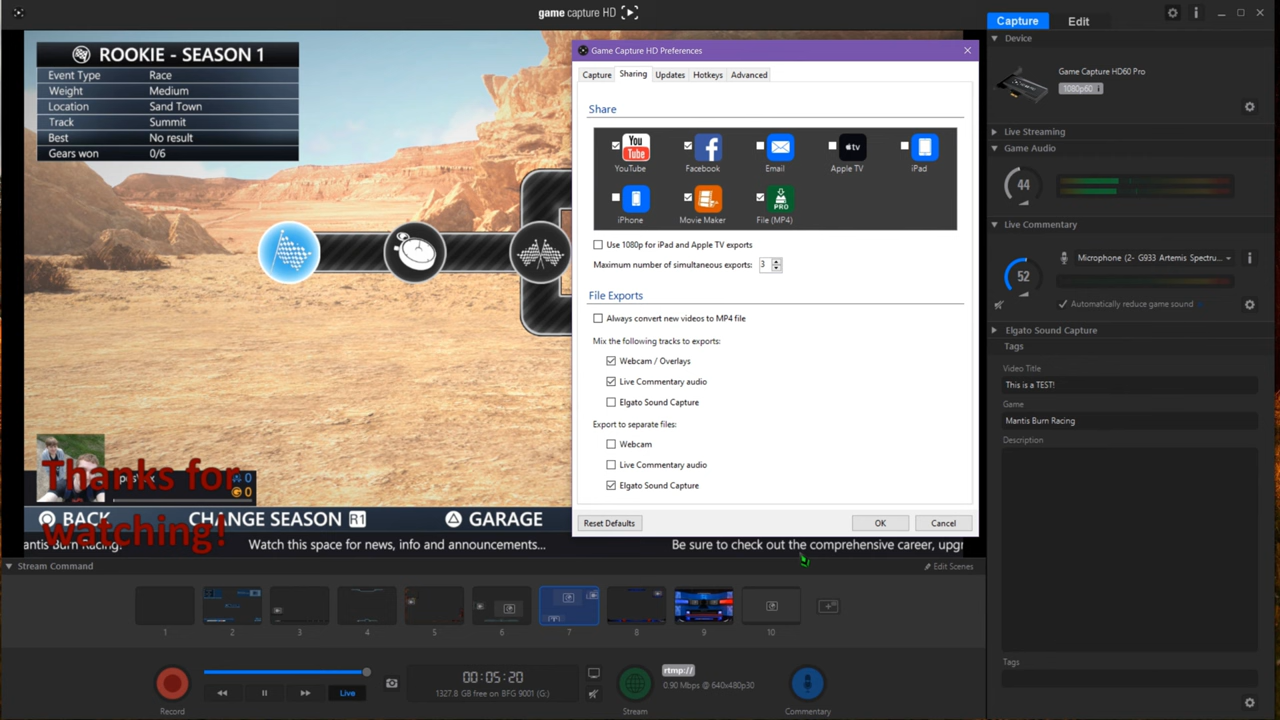 game capture HD
Capture
Edit
ROOKIE - SEASON 1
Event Type Race
Weight Medium
Location Sand Town
Track Summit
Best No result
Gears won 0/6
Thanks for
watching!
0
G 0
BACK
CHANGE SEASON R1
GARAGE
Mantis Burn Racing!
Watch this space for news, info and announcements...
Be sure to check out the comprehensive career, upgr
Game Capture HD Preferences
Capture
Sharing
Updates
Hotkeys
Advanced
Share
You
Tube
tv
YouTube
Facebook
Email
Apple TV
iPad
PRO
iPhone
Movie Maker
File (MP4)
Use 1080p for iPad and Apple TV exports
Maximum number of simultaneous exports: 3
File Exports
Always convert new videos to MP4 file
Mix the following tracks to exports:
Webcam / Overlays
Live Commentary audio
Elgato Sound Capture
Export to separate files:
Webcam
Live Commentary audio
Elgato Sound Capture
Reset Defaults
OK
Cancel
Device
Game Capture HD60 Pro
1080p60
Live Streaming
Game Audio
44
Live Commentary
Microphone (2- G933 Artemis Spectru...
52
Automatically reduce game sound
Elgato Sound Capture
Tags
Video Title
This is a TEST!
Game
Mantis Burn Racing
Description
Tags
Stream Command
Edit Scenes
1
2
3
4
5
6
7
8
9
10
Record
Live
00:05:20
1327.8 GB free on BFG 9001 (G:)
Stream
rtmp://
0.90 Mbps @ 640x480p30
Commentary